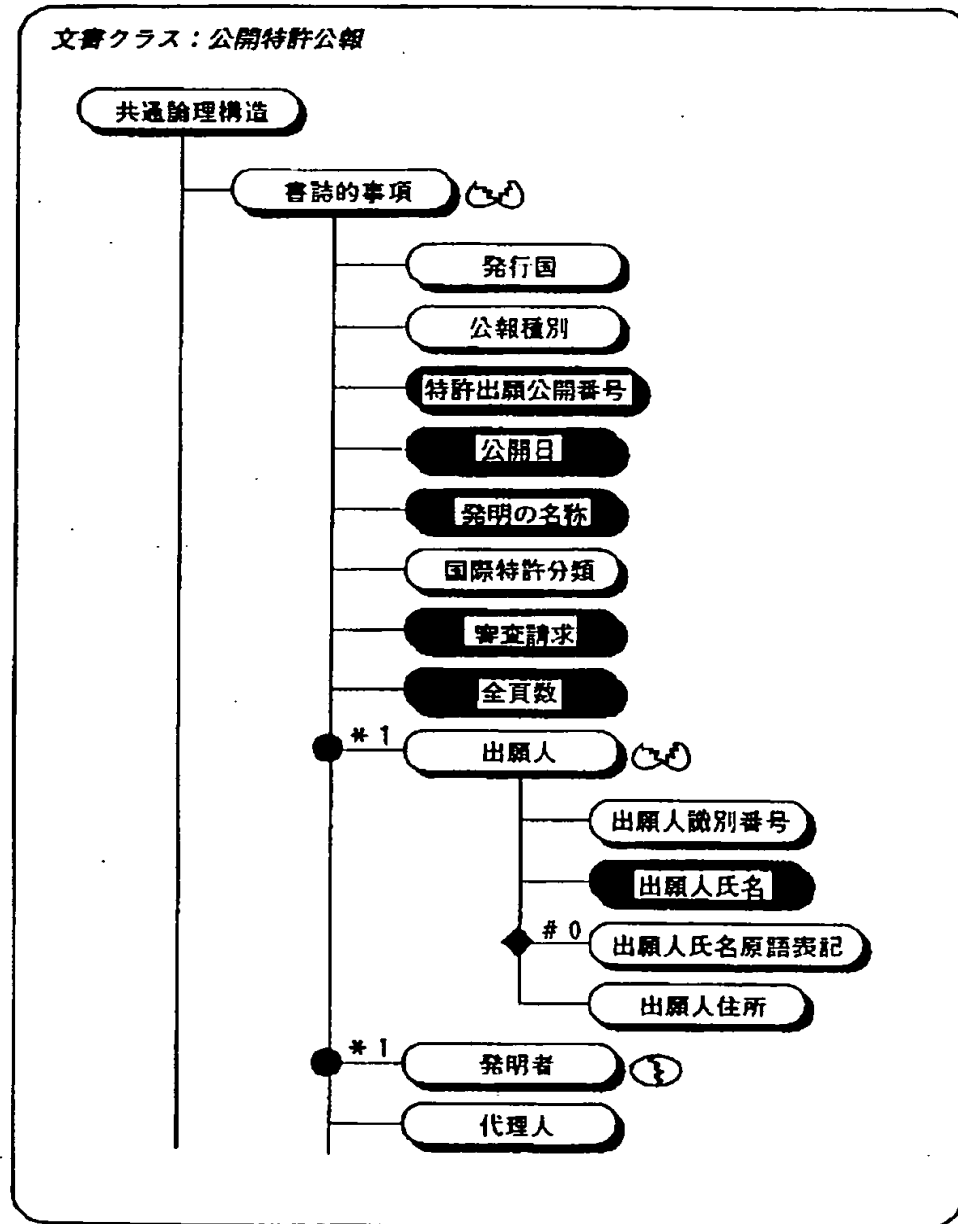 文書クラス：公開特許公報
共通論理構造
書誌的事項
発行国
公報種別
特許出願公開番号
公開日
発明の名称
国際特許分類
審査請求
全頁数
* 1 出願人
出願人識別番号
出願人氏名
# 0 出願人氏名原語表記
出願人住所
* 1 発明者
代理人